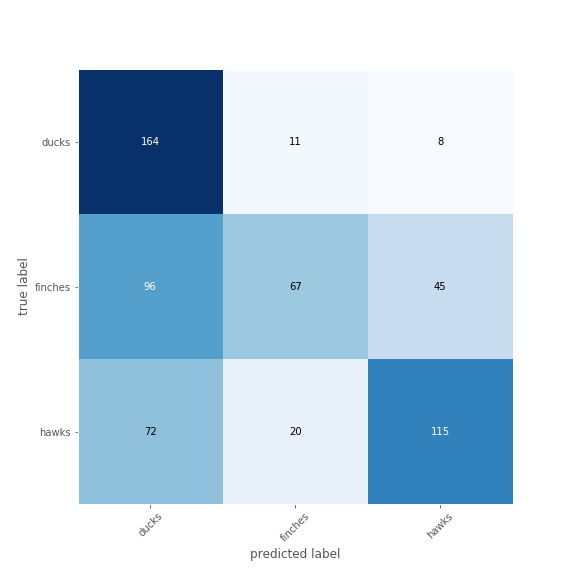 ducks 164 11 8
finches 96 67 45
hawks 72 20 115
true label
ducks finches hawks
predicted label